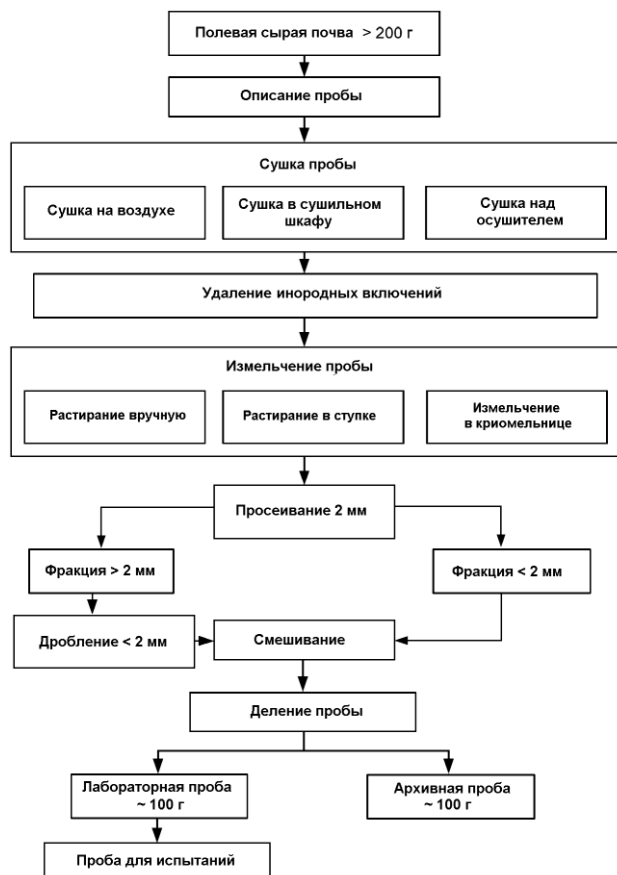 Полевая сырая почва > 200 г
Описание пробы
Сушка пробы
Сушка на воздухе
Сушка в сушильном
шкафу
Сушка над
осушителем
Удаление инородных включений
Измельчение пробы
Растирание вручную
Растирание в ступке
Измельчение
в криомельнице
Просеивание 2 мм
Фракция > 2 мм
Фракция < 2 мм
Дробление < 2 мм
Смешивание
Деление пробы
Лабораторная проба
~ 100 г
Архивная проба
~ 100 г
Проба для испытаний